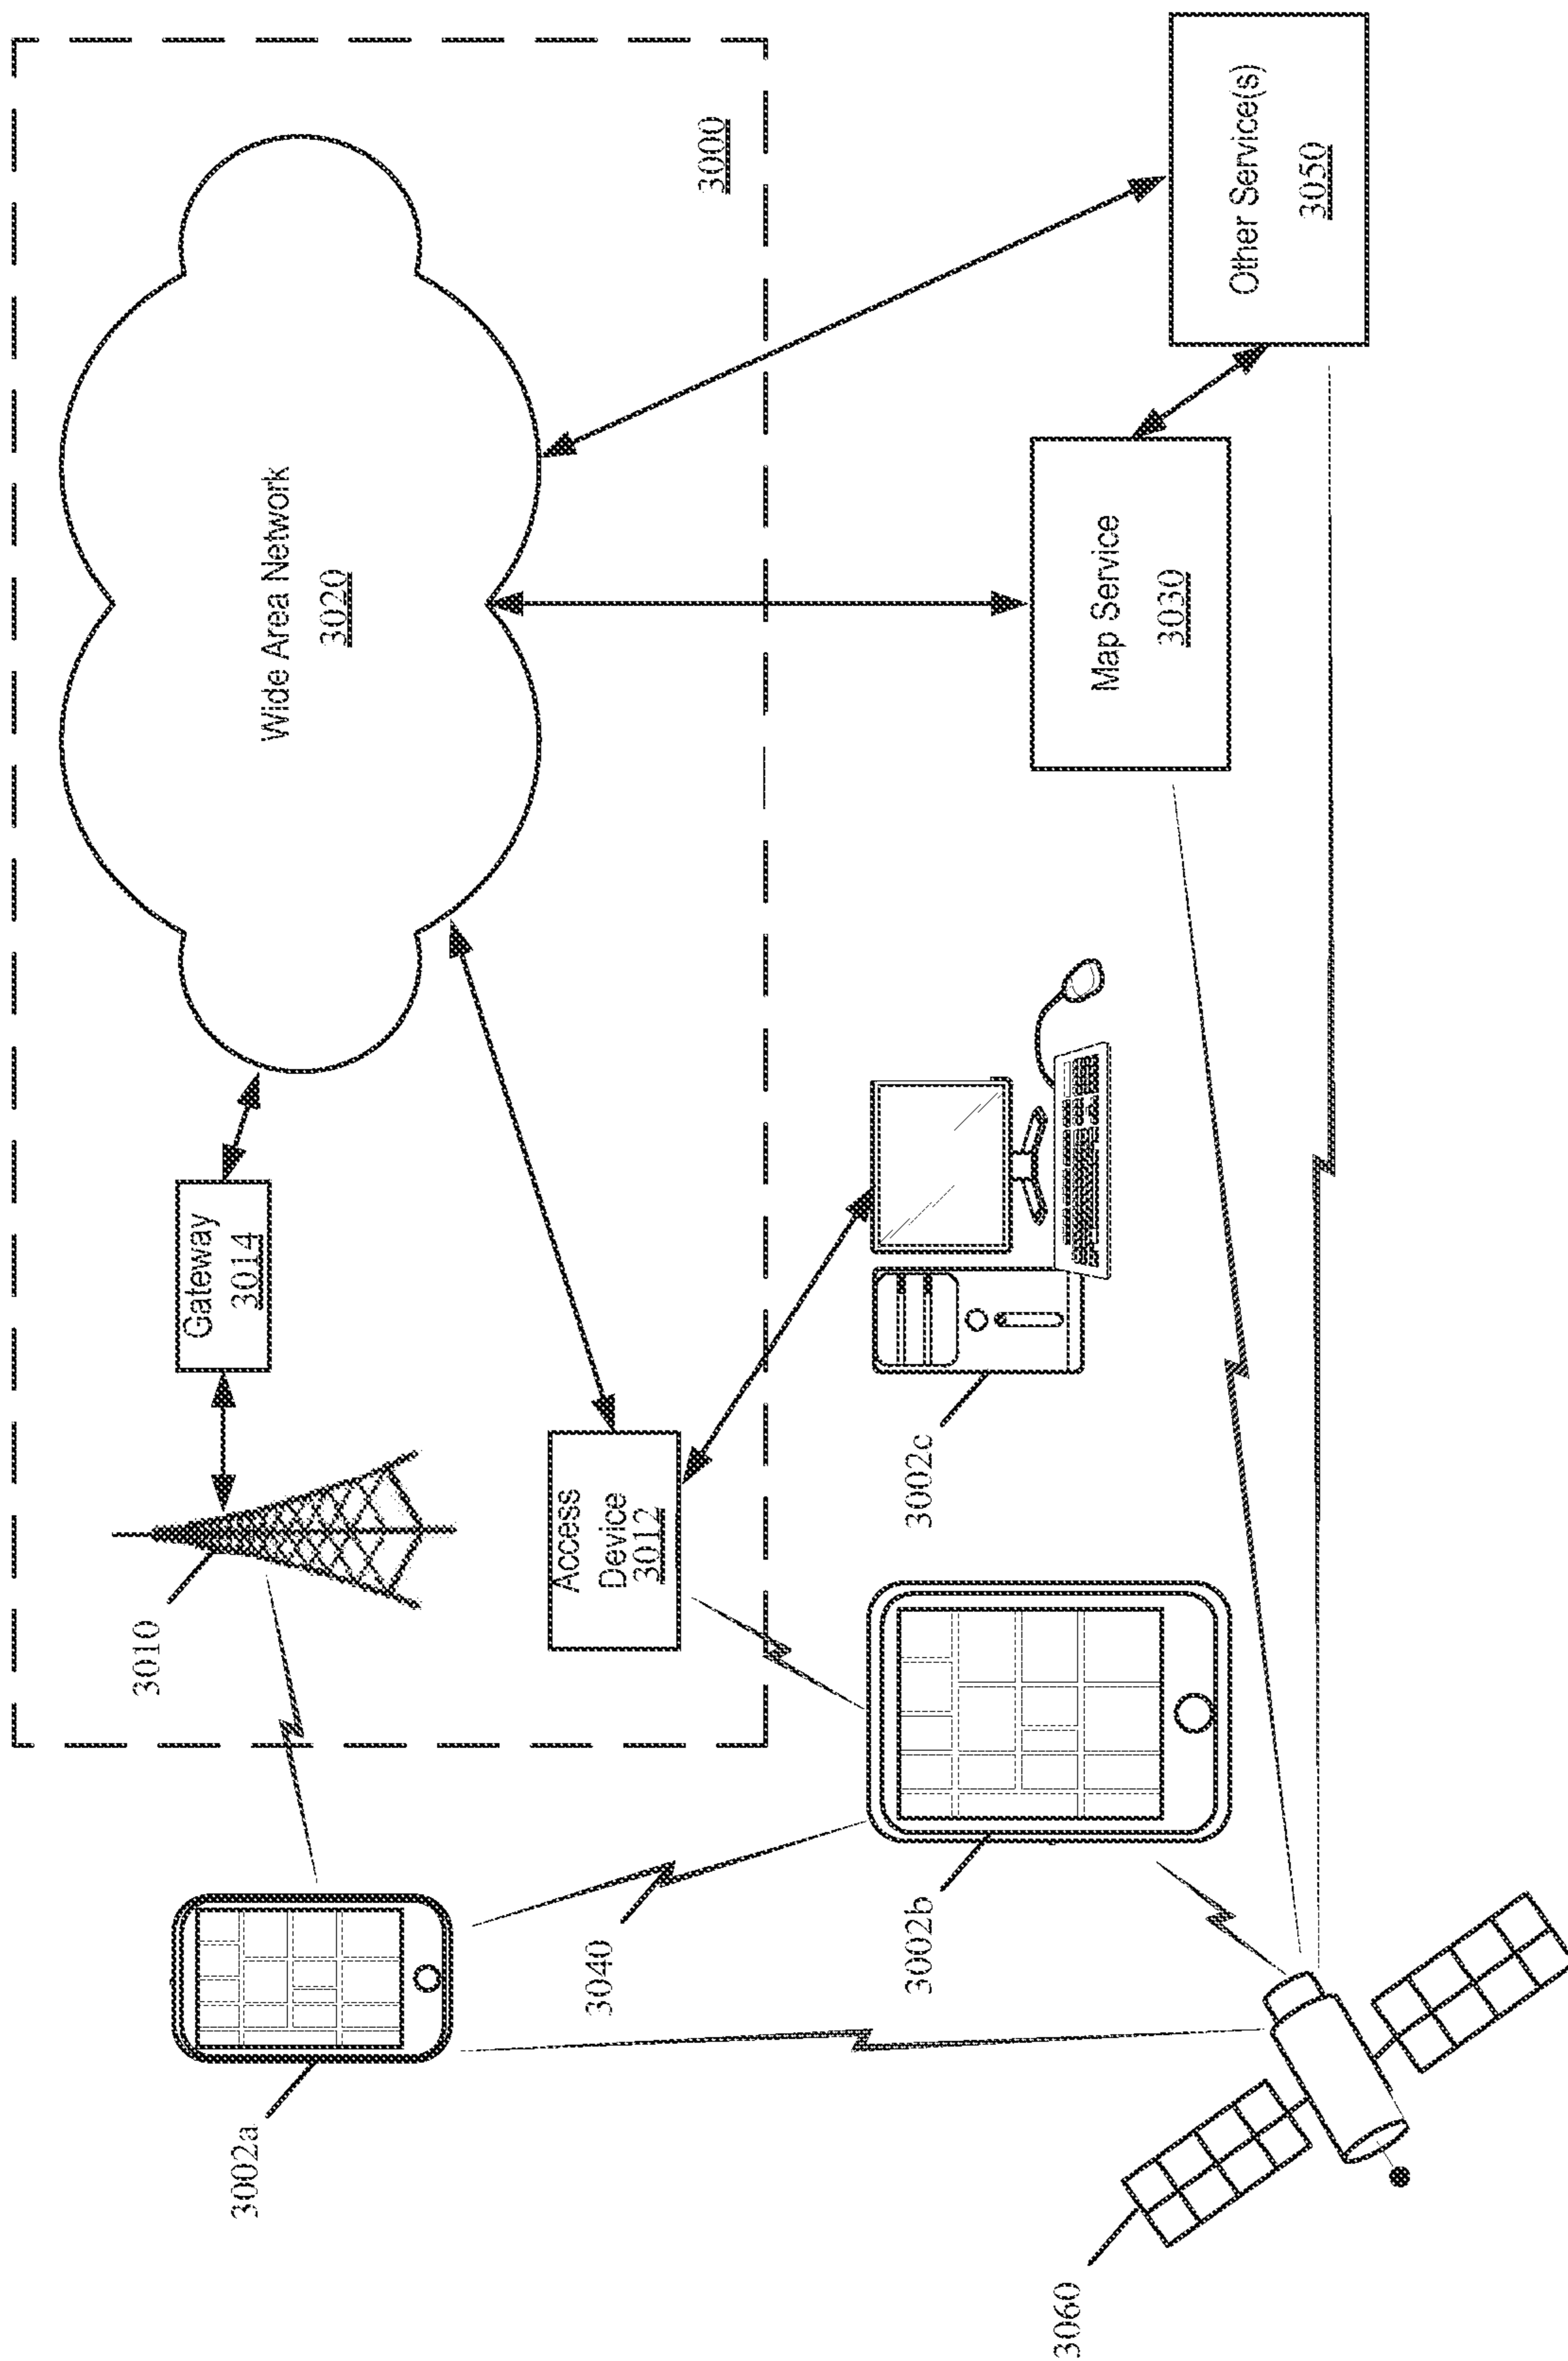 3002a
3010
Gateway
3014
Wide Area Network
3020
3000
3040
Access
Device
3012
3002b
3002c
Map Service
3030
Other Service(s)
3050
3060